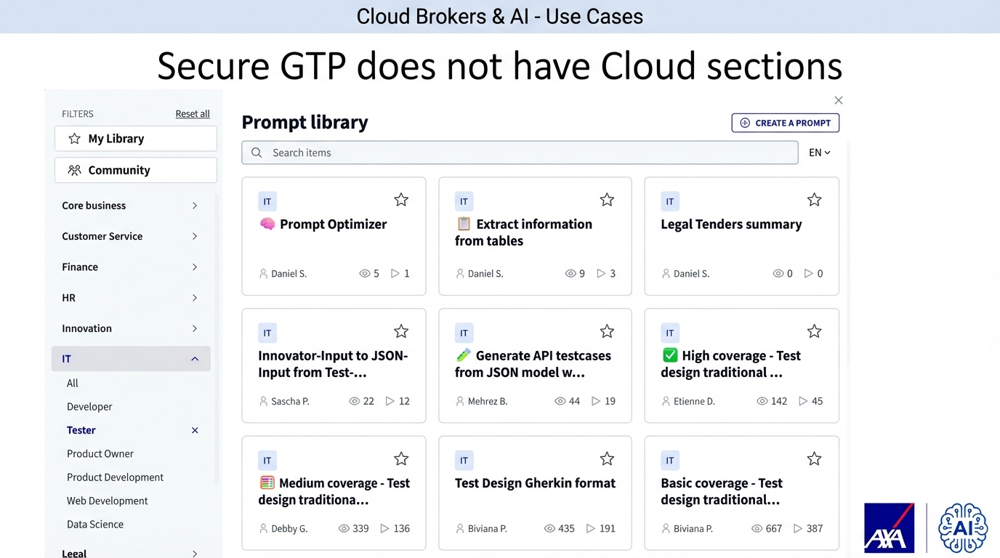 Cloud Brokers & AI - Use Cases
Secure GTP does not have Cloud sections
FILTERS
Reset all
My Library
Community
Core business
Customer Service
Finance
HR
Innovation
IT
All
Developer
Tester
Product Owner
Product Development
Web Development
Data Science
Legal
Prompt library
CREATE A PROMPT
Search items
EN
IT
Prompt Optimizer
Daniel S.
5
1
IT
Extract information
from tables
Daniel S.
9
3
IT
Legal Tenders summary
Daniel S.
0
0
IT
Innovator-Input to JSON-
Input from Test-...
Sascha P.
22
12
IT
Generate API testcases
from JSON model w...
Mehrez B.
44
19
IT
High coverage - Test
design traditional ...
Etienne D.
142
45
IT
Medium coverage - Test
design traditiona...
Debby G.
339
136
IT
Test Design Gherkin format
Biviana P.
435
191
IT
Basic coverage - Test
design traditional...
Biviana P.
667
387
AXA
AI